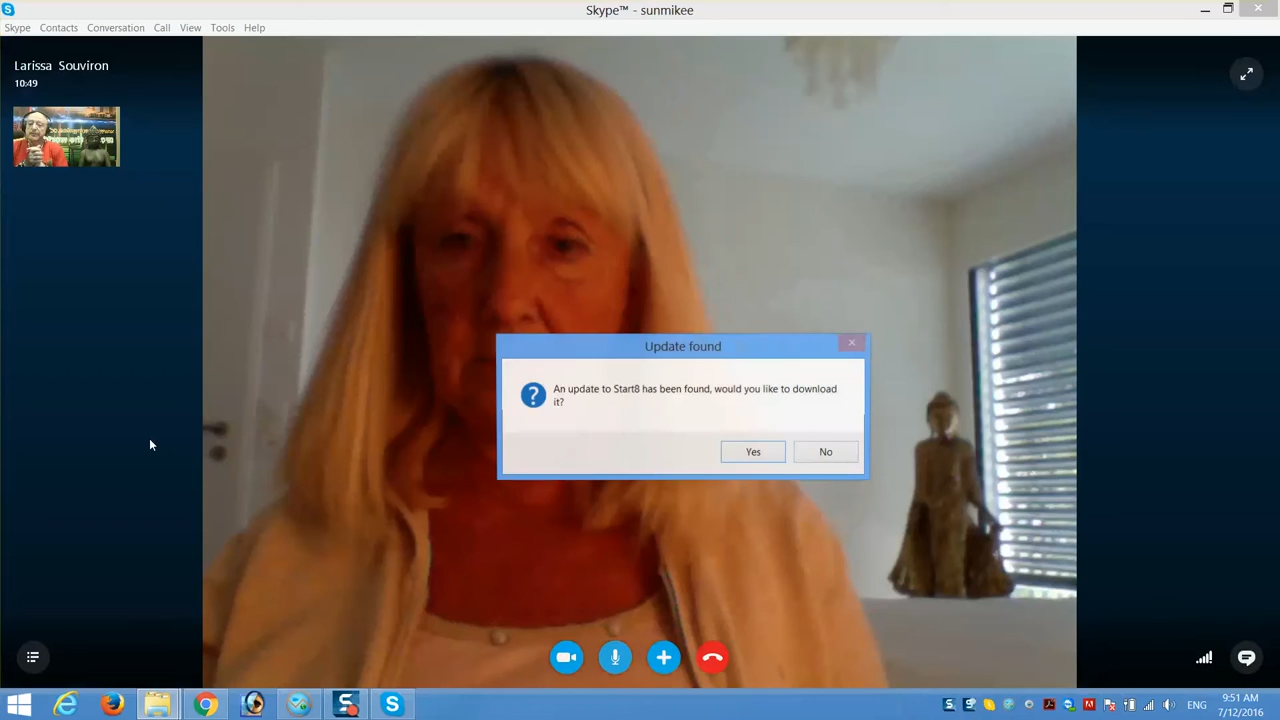 Skype™ - sunmikee
Skype Contacts Conversation Call View Tools Help
Larissa Souviron
10:49
Update found
An update to Start8 has been found, would you like to download
it?
Yes No
ENG
9:51 AM
7/12/2016